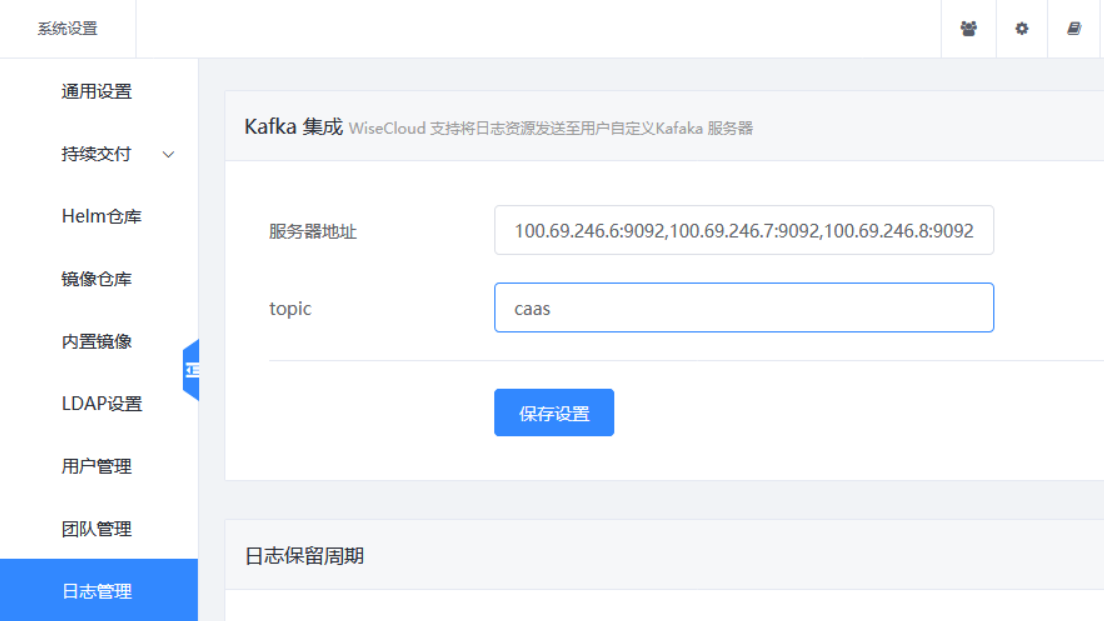 系统设置
通用设置
持续交付
Helm仓库
镜像仓库
内置镜像
LDAP设置
用户管理
团队管理
日志管理
Kafka 集成 WiseCloud 支持将日志资源发送至用户自定义Kafaka 服务器
服务器地址 100.69.246.6:9092,100.69.246.7:9092,100.69.246.8:9092
topic caas
保存设置
日志保留周期